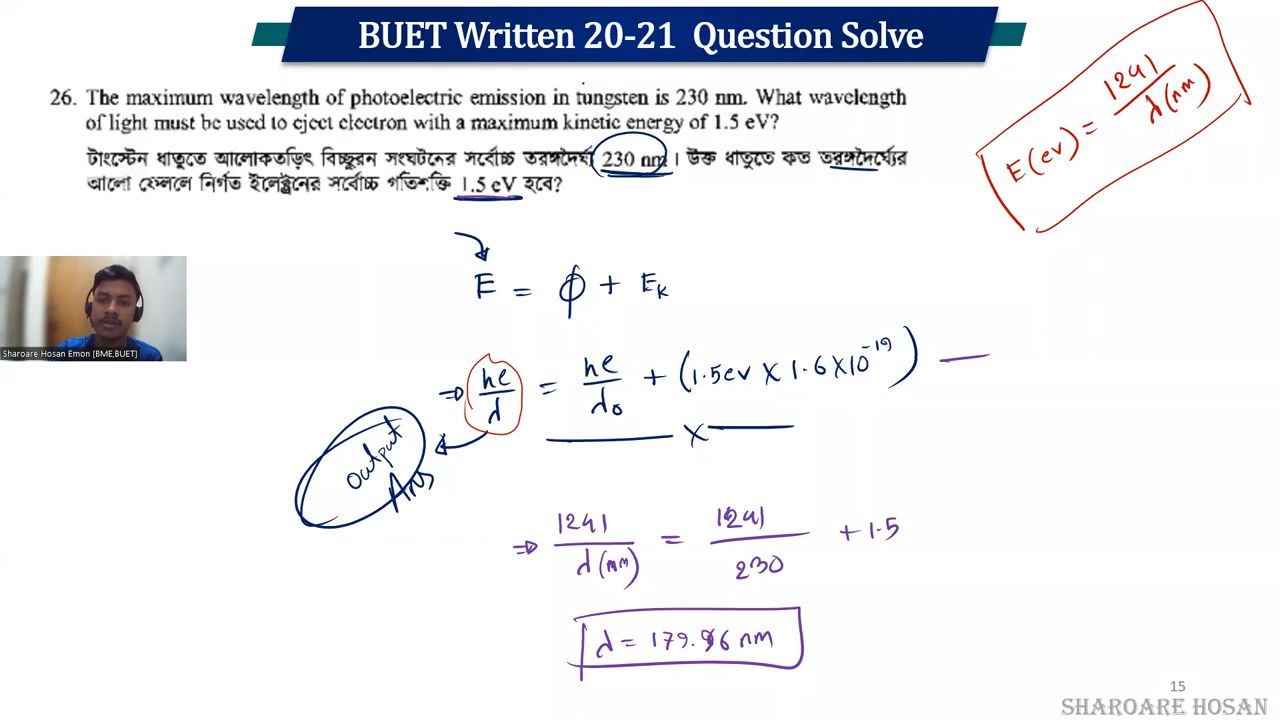 BUET Written 20-21 Question Solve
26. The maximum wavelength of photoelectric emission in tungsten is 230 nm. What wavelength
of light must be used to eject electron with a maximum kinetic energy of 1.5 eV?
টাংস্টেন ধাতুতে আলোকতড়িৎ বিচ্ছুরন সংঘটনের সর্বোচ্চ তরঙ্গদৈর্ঘ্য 230 nm। উক্ত ধাতুতে কত তরঙ্গদৈর্ঘ্যের
আলো ফেললে নির্গত ইলেক্ট্রনের সর্বোচ্চ গতিশক্তি 1.5 eV হবে?
E(ev) = 1241/λ(nm)
E = ϕ + Eₖ
⇒ hc/λ = hc/λ₀ + (1.5ev × 1.6×10⁻¹⁹)
×
output
Ans
⇒ 1241/λ(nm) = 1241/230 + 1.5
λ = 179.96 nm
Sharoare Hosan Emon [BME,BUET]
15
SHAROARE HOSAN